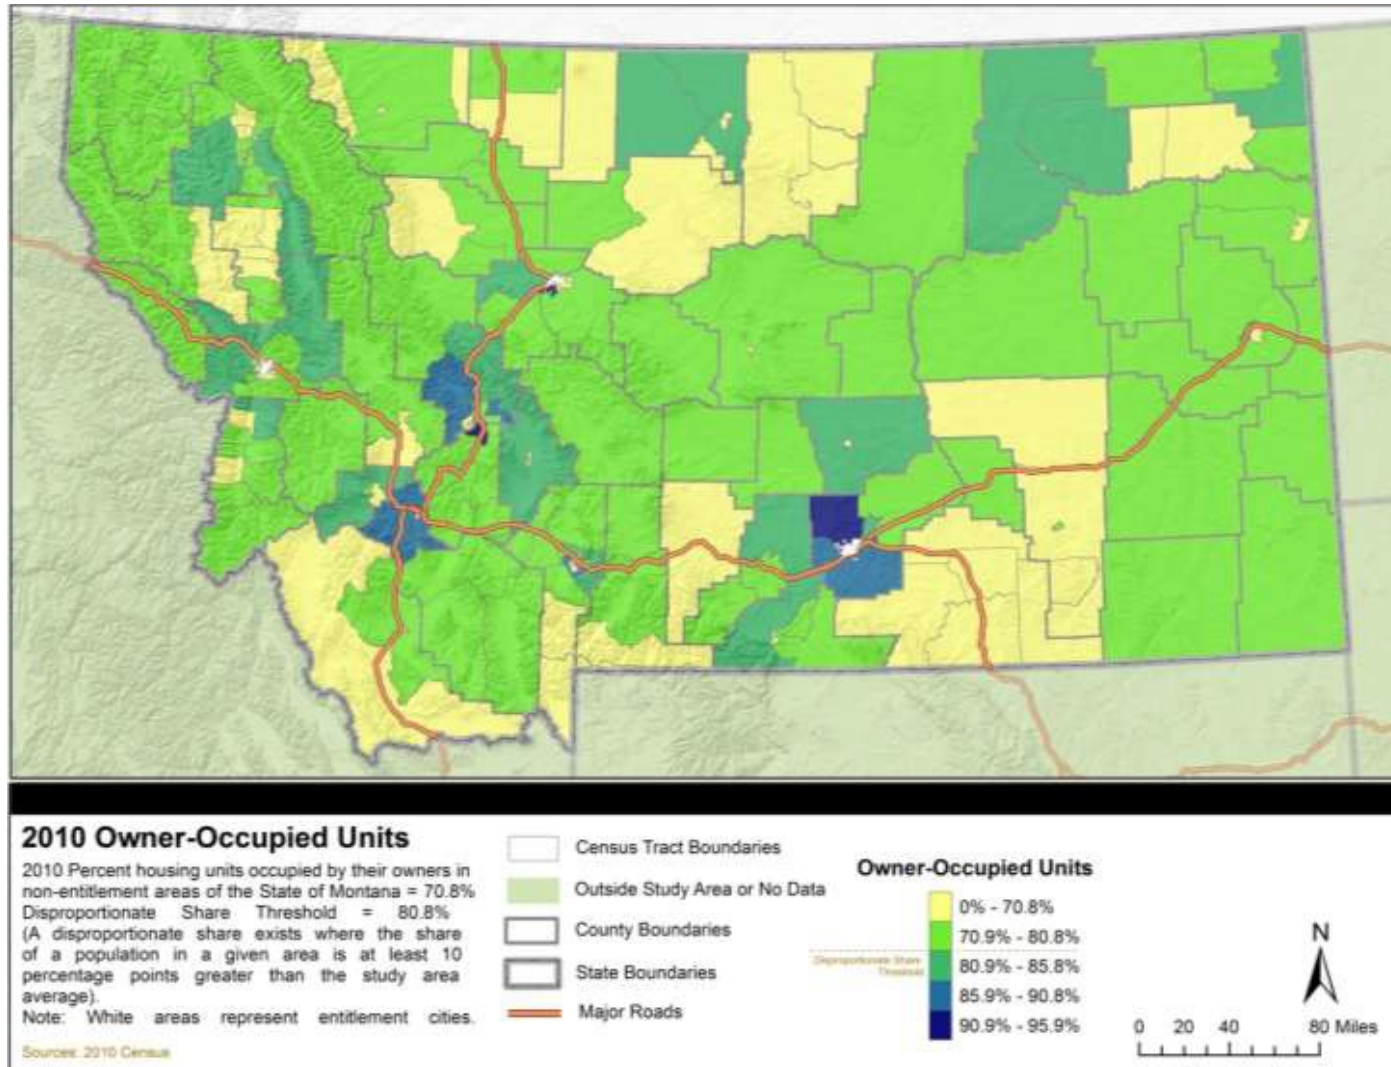 2010 Owner-Occupied Units
2010 Percent housing units occupied by their owners in
non-entitlement areas of the State of Montana = 70.8%
Disproportionate Share Threshold = 80.8%
(A disproportionate share exists where the share
of a population in a given area is at least 10
percentage points greater than the study area
average).
Note: White areas represent entitlement cities.
Sources: 2010 Census
Census Tract Boundaries
Outside Study Area or No Data
County Boundaries
State Boundaries
Major Roads
Owner-Occupied Units
0% - 70.8%
70.9% - 80.8%
Disproportionate Share
Threshold
80.9% - 85.8%
85.9% - 90.8%
90.9% - 95.9%
N
0 20 40 80 Miles